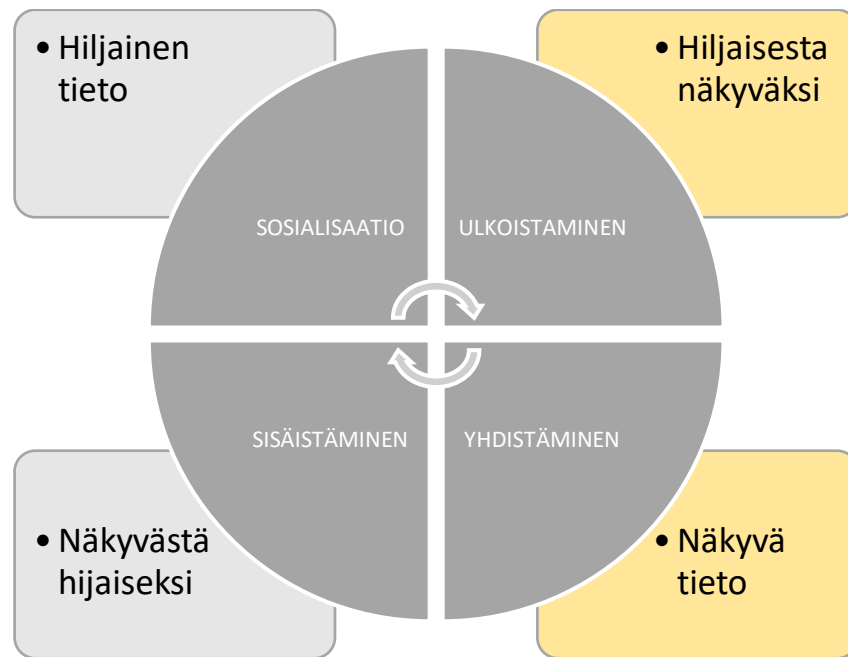 • Hiljainen
tieto
• Hiljaisesta
näkyväksi
SOSIALISAATIO
ULKOISTAMINEN
SISÄISTÄMINEN
YHDISTÄMINEN
• Näkyvästä
hijaiseksi
• Näkyvä
tieto